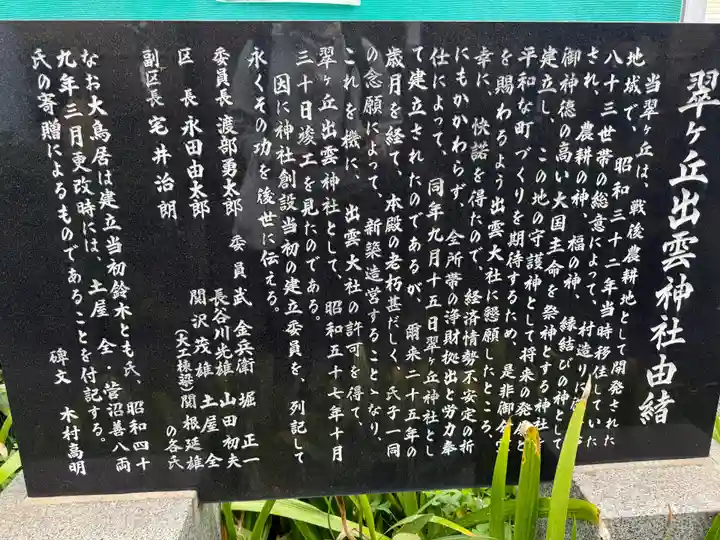 翠ヶ丘出雲神社由緒
当翠ヶ丘は、戦後農耕地として開発された
地域で、昭和三十二年当時移住していた
八十三世帯の総意によって、村造りに
され、農耕の神、福の神、縁結びの神として
御神徳の高い大国主命を祭神とする神社
建立し、この地の守護神として将来の発
平和な町づくりを期待するため、是非御分
を賜わるよう出雲大社に懇願したところ、
幸に、快諾を得たので、経済情勢不安定の折
にもかかわらず、全所帯の浄財拠出と労力奉
仕によって、同年九月十五日翠ヶ丘神社とし
て建立されたのであるが、爾来二十五年の
歳月を経て、本殿の老朽甚だしく、氏子一同
の念願によって、新築造営することゝなり、
これを機に、出雲大社の許可を得て、
翠ヶ丘出雲神社として、昭和五十七年十月
三十日竣工を見たのである。
因に神社創設当初の建立委員を、列記して
永くその功を後世に伝える。
委員長 渡部勇太郎 委員 武金兵衛 堀正一
区長 永田由太郎 長谷川光雄 山田初夫
副区長 宅井治朗 関沢茂雄 土屋全
(大工棟梁)関根延雄
の各氏
なお大鳥居は建立当初鈴木とも氏、昭和四十
九年三月更改時には、土屋全・菅沼善八両
氏の寄贈によるものであることを付記する。
碑文 木村高明